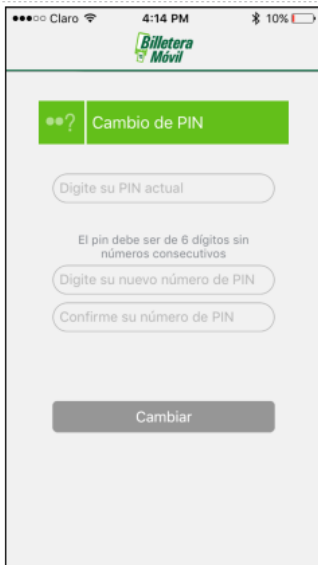 Claro 4:14 PM 10%
Billetera
Móvil
••? Cambio de PIN
Digite su PIN actual
El pin debe ser de 6 dígitos sin
números consecutivos
Digite su nuevo número de PIN
Confirme su número de PIN
Cambiar